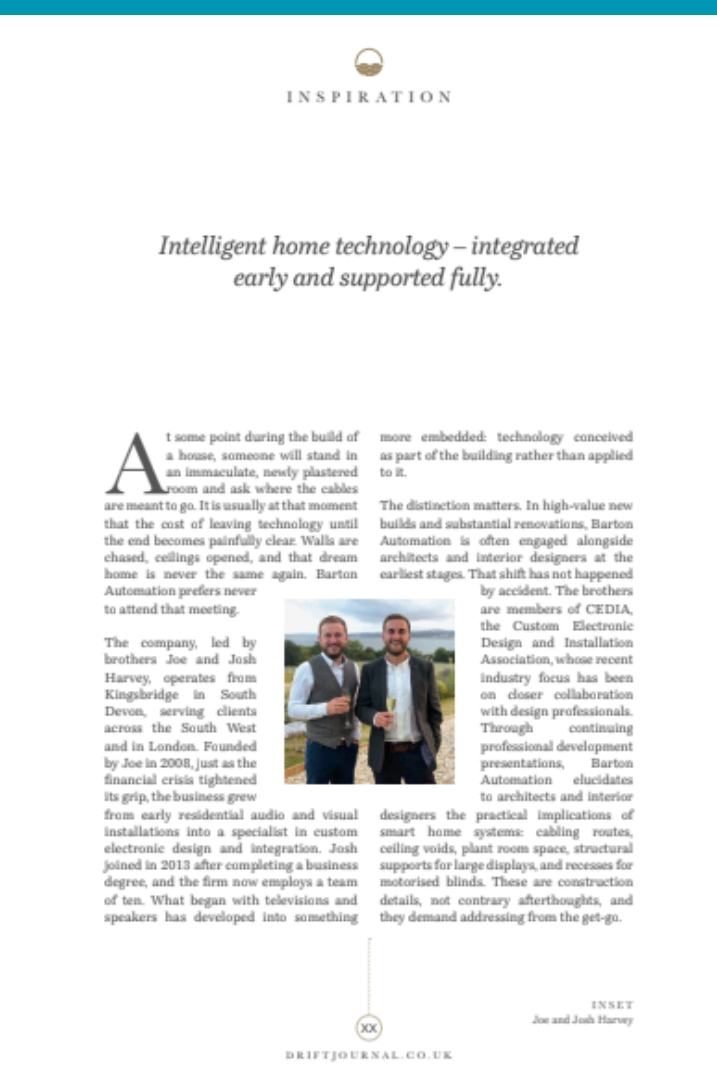 INSPIRATION
Intelligent home technology – integrated
early and supported fully.
At some point during the build of
a house, someone will stand in
an immaculate, newly plastered
room and ask where the cables
are meant to go. It is usually at that moment
that the cost of leaving technology until
the end becomes painfully clear. Walls are
chased, ceilings opened, and that dream
home is never the same again. Barton
Automation prefers never
to attend that meeting.
The company, led by
brothers Joe and Josh
Harvey, operates from
Kingsbridge in South
Devon, serving clients
across the South West
and in London. Founded
by Joe in 2008, just as the
financial crisis tightened
its grip, the business grew
from early residential audio and visual
installations into a specialist in custom
electronic design and integration. Josh
joined in 2013 after completing a business
degree, and the firm now employs a team
of ten. What began with televisions and
speakers has developed into something
more embedded: technology conceived
as part of the building rather than applied
to it.
The distinction matters. In high-value new
builds and substantial renovations, Barton
Automation is often engaged alongside
architects and interior designers at the
earliest stages. That shift has not happened
by accident. The brothers
are members of CEDIA,
the Custom Electronic
Design and Installation
Association, whose recent
industry focus has been
on closer collaboration
with design professionals.
Through continuing
professional development
presentations, Barton
Automation elucidates
to architects and interior
designers the practical implications of
smart home systems: cabling routes,
ceiling voids, plant room space, structural
supports for large displays, and recesses for
motorised blinds. These are construction
details, not contrary afterthoughts, and
they demand addressing from the get-go.
INSET
Joe and Josh Harvey
XX
DRIFTJOURNAL.CO.UK